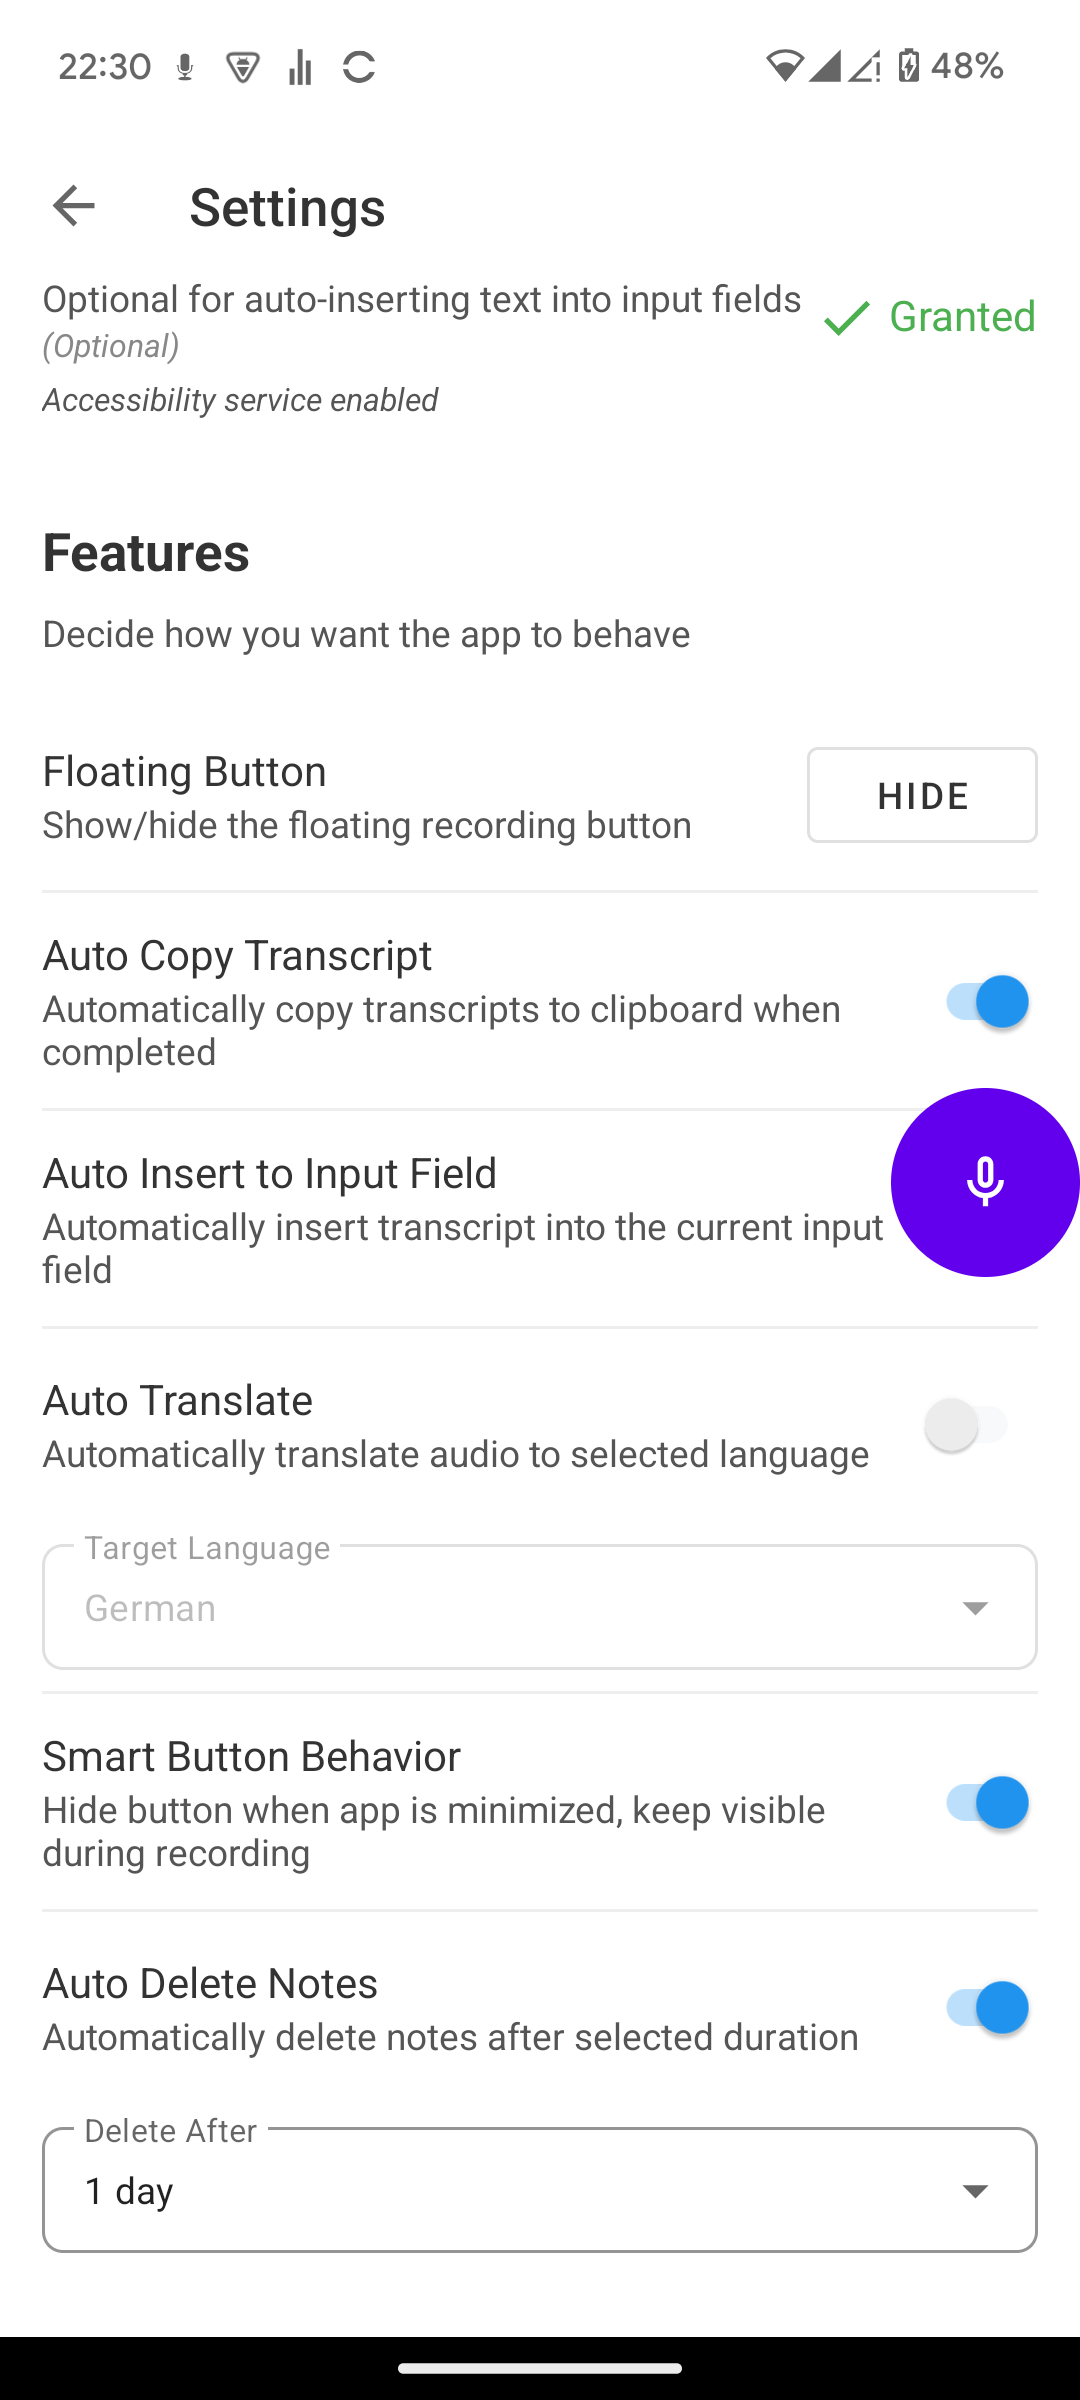 22:30
48%
Settings
Optional for auto-inserting text into input fields
(Optional)
Granted
Accessibility service enabled
Features
Decide how you want the app to behave
Floating Button
Show/hide the floating recording button
HIDE
Auto Copy Transcript
Automatically copy transcripts to clipboard when
completed
Auto Insert to Input Field
Automatically insert transcript into the current input
field
Auto Translate
Automatically translate audio to selected language
Target Language
German
Smart Button Behavior
Hide button when app is minimized, keep visible
during recording
Auto Delete Notes
Automatically delete notes after selected duration
Delete After
1 day